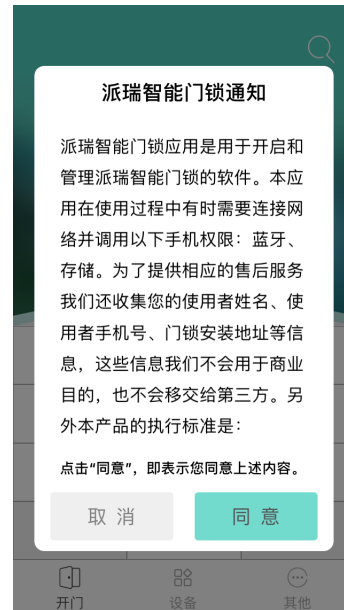 派瑞智能门锁通知
派瑞智能门锁应用是用于开启和
管理派瑞智能门锁的软件。本应
用在使用过程中有时需要连接网
络并调用以下手机权限：蓝牙、
存储。为了提供相应的售后服务
我们还收集您的使用者姓名、使
用者手机号、门锁安装地址等信
息，这些信息我们不会用于商业
目的，也不会移交给第三方。另
外本产品的执行标准是：
点击“同意”，即表示您同意上述内容。
取消 同意
开门 设备 其他